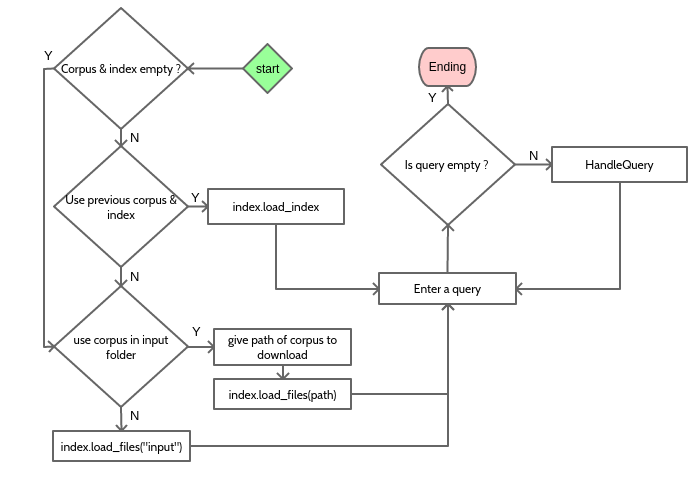 Y
Corpus & index empty ?
start
Ending
Y
N
Is query empty ?
N
HandleQuery
Use previous corpus &
index
Y
index.load_index
N
Enter a query
use corpus in input
folder
Y
give path of corpus to
download
index.load_files(path)
N
index.load_files("input")